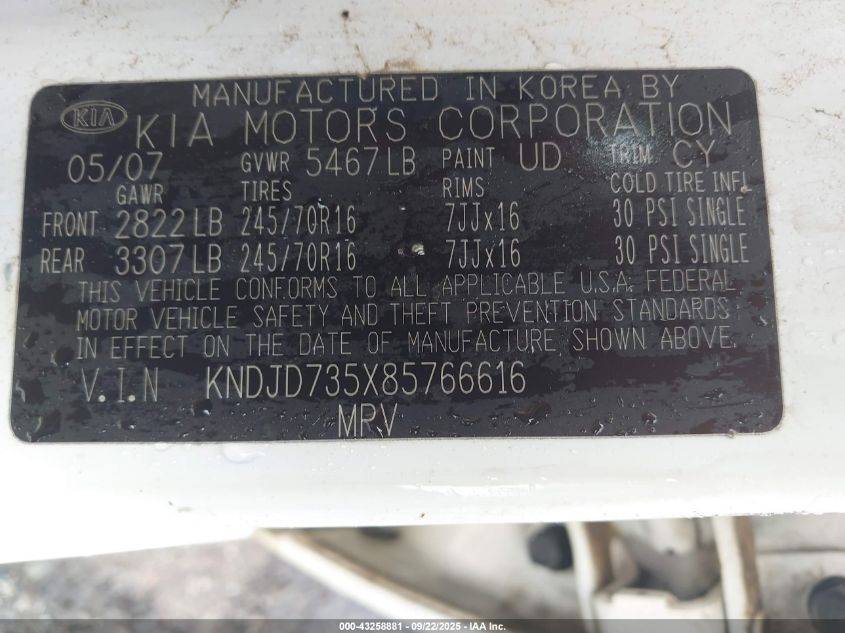 MANUFACTURED IN KOREA BY
KIA KIA MOTORS CORPORATION
05/07 GVWR 5467LB PAINT UD TRIM CY
GAWR TIRES RIMS COLD TIRE INFL
FRONT 2822LB 245/70R16 7JJx16 30 PSI SINGLE
REAR 3307LB 245/70R16 7JJx16 30 PSI SINGLE
THIS VEHICLE CONFORMS TO ALL APPLICABLE U.S.A. FEDERAL
MOTOR VEHICLE SAFETY AND THEFT PREVENTION STANDARDS
IN EFFECT ON THE DATE OF MANUFACTURE SHOWN ABOVE.
V.I.N KNDJD735X85766616
MPV
000-43258881 - 09/22/2025 - IAA Inc.